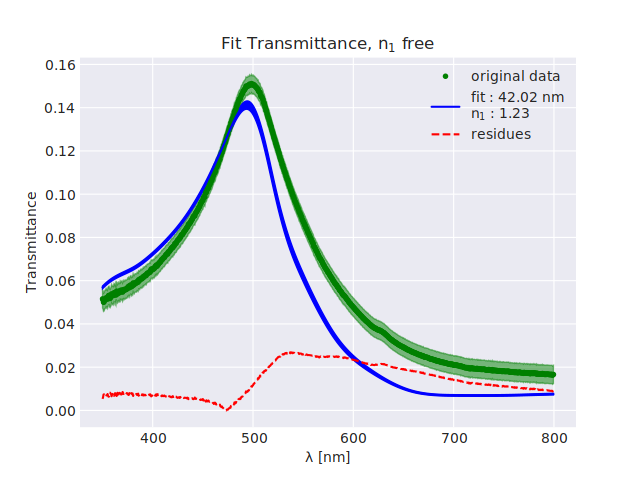 Fit Transmittance, n₁ free
original data
fit : 42.02 nm
n₁ : 1.23
residues
Transmittance
0.16
0.14
0.12
0.10
0.08
0.06
0.04
0.02
0.00
400 500 600 700 800
λ [nm]